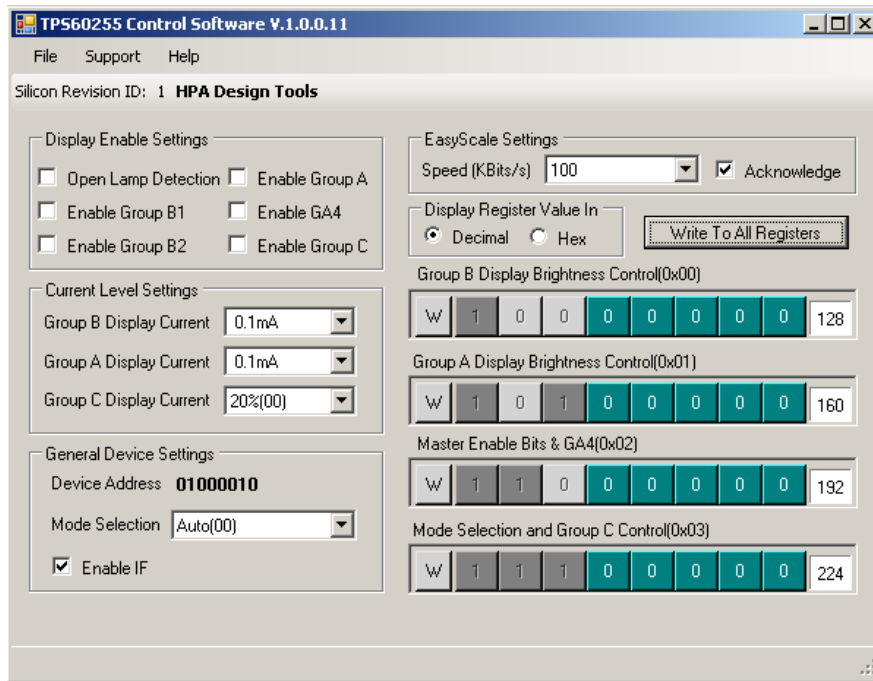 TPS60255 Control Software V.1.0.0.11
File Support Help
Silicon Revision ID: 1 HPA Design Tools
Display Enable Settings
Open Lamp Detection Enable Group A
Enable Group B1 Enable GA4
Enable Group B2 Enable Group C
Current Level Settings
Group B Display Current 0.1mA
Group A Display Current 0.1mA
Group C Display Current 20%(00)
General Device Settings
Device Address 01000010
Mode Selection Auto(00)
Enable IF
EasyScale Settings
Speed (KBits/s) 100 Acknowledge
Display Register Value In
Decimal Hex
Write To All Registers
Group B Display Brightness Control(0x00)
W 1 0 0 0 0 0 0 0 128
Group A Display Brightness Control(0x01)
W 1 0 1 0 0 0 0 0 160
Master Enable Bits & GA4(0x02)
W 1 1 0 0 0 0 0 0 192
Mode Selection and Group C Control(0x03)
W 1 1 1 0 0 0 0 0 224